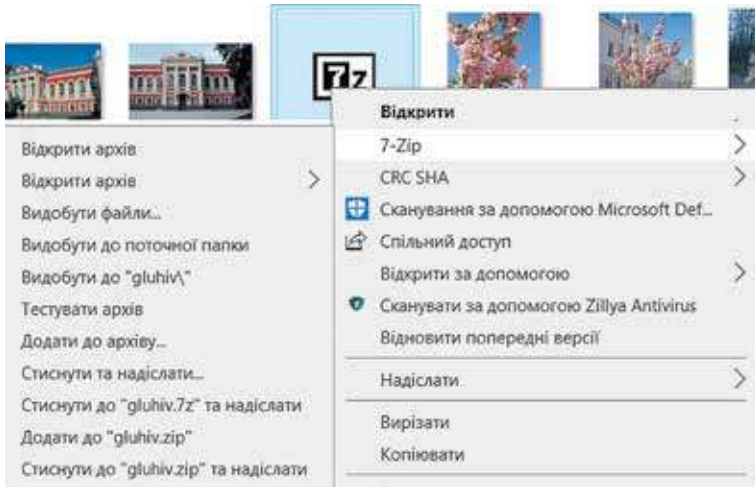 7z
Відкрити
7-Zip
CRC SHA
Сканування за допомогою Microsoft Def...
Спільний доступ
Відкрити за допомогою
Сканувати за допомогою Zillya Antivirus
Відновити попередні версії
Надіслати
Вирізати
Копіювати
Відкрити архів
Відкрити архів
Видобути файли...
Видобути до поточної папки
Видобути до "gluhiv\"
Тестувати архів
Додати до архіву...
Стиснути та надіслати...
Стиснути до "gluhiv.7z" та надіслати
Додати до "gluhiv.zip"
Стиснути до "gluhiv.zip" та надіслати